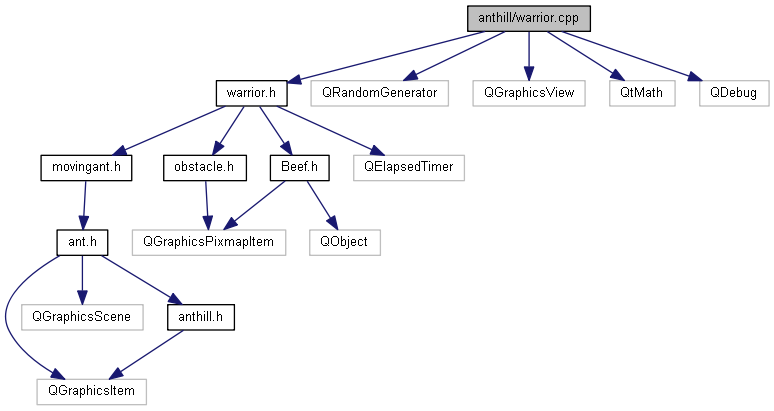 anthill/warrior.cpp
warrior.h
QRandomGenerator
QGraphicsView
QtMath
QDebug
movingant.h
obstacle.h
Beef.h
QElapsedTimer
ant.h
QGraphicsPixmapItem
QObject
QGraphicsScene
anthill.h
QGraphicsItem